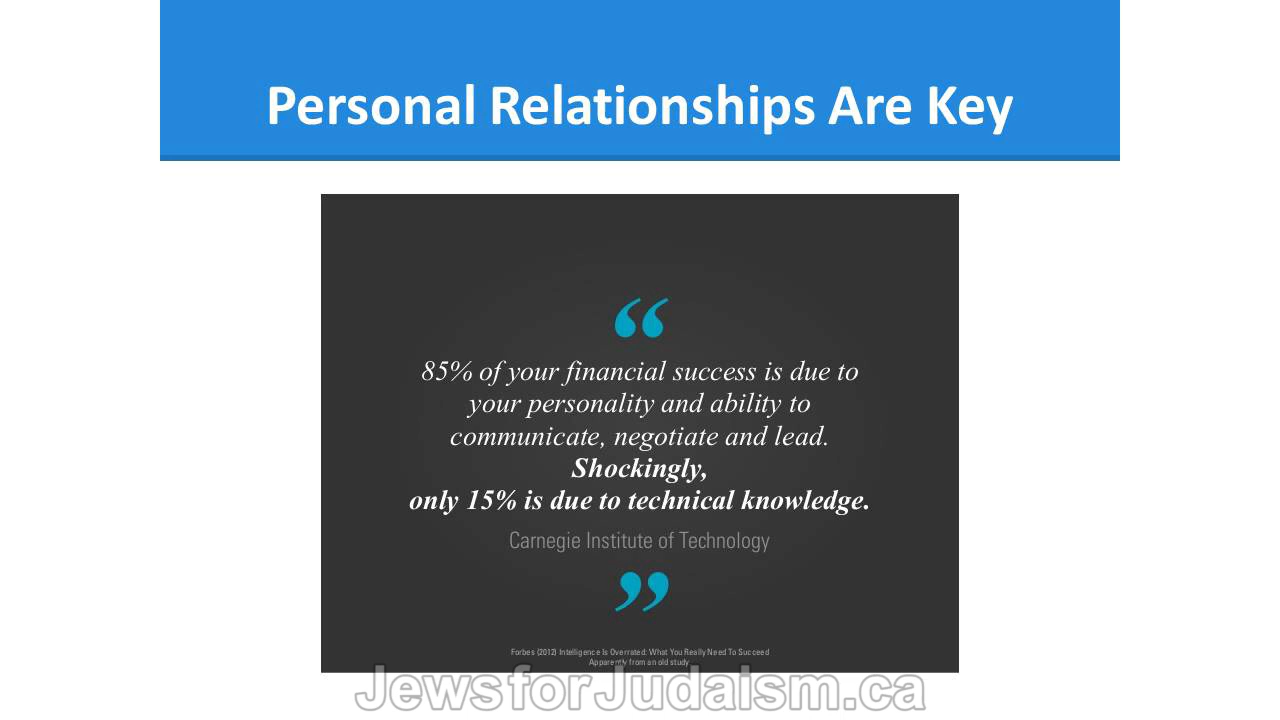 Personal Relationships Are Key
“
85% of your financial success is due to
your personality and ability to
communicate, negotiate and lead.
Shockingly,
only 15% is due to technical knowledge.
Carnegie Institute of Technology
”
Forbes (2012) Intelligence Is Overrated: What You Really Need To Succeed
Apparently from an old study
JewsforJudaism.ca